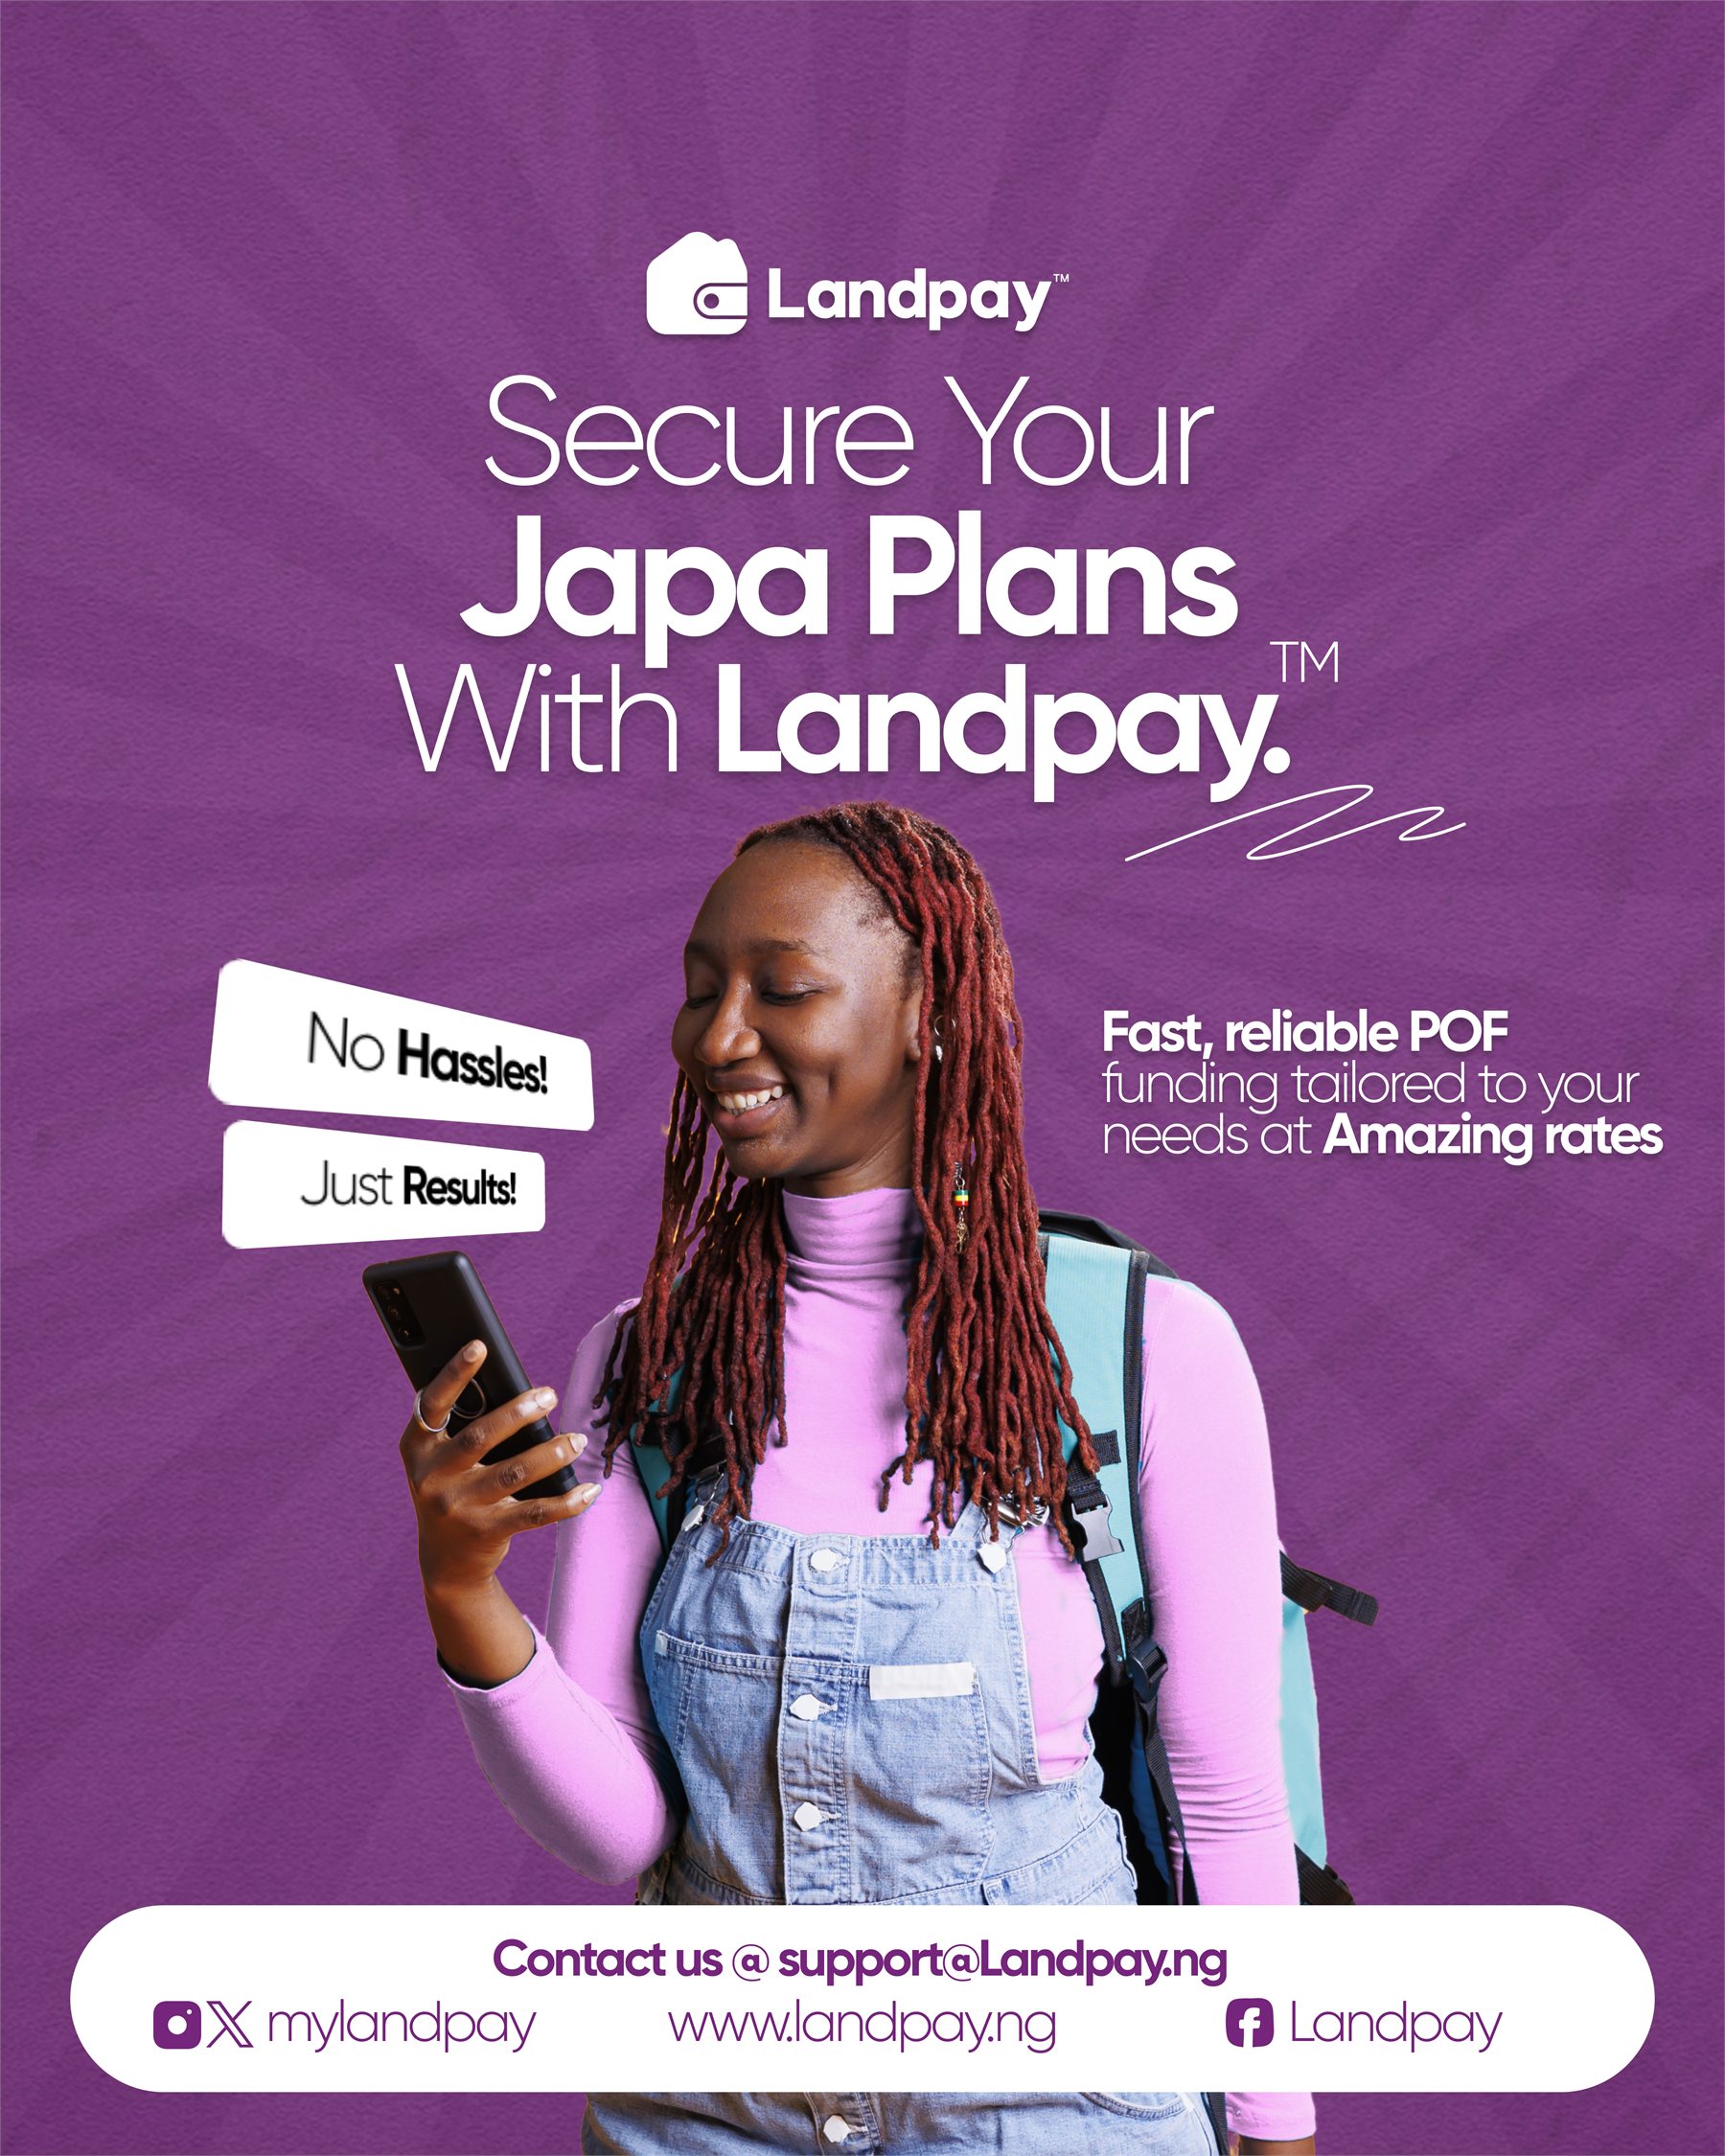 Landpay™
Secure Your
Japa Plans
With Landpay.™
No Hassles!
Just Results!
Fast, reliable POF
funding tailored to your
needs at Amazing rates
Contact us @ support@Landpay.ng
mylandpay
www.landpay.ng
Landpay